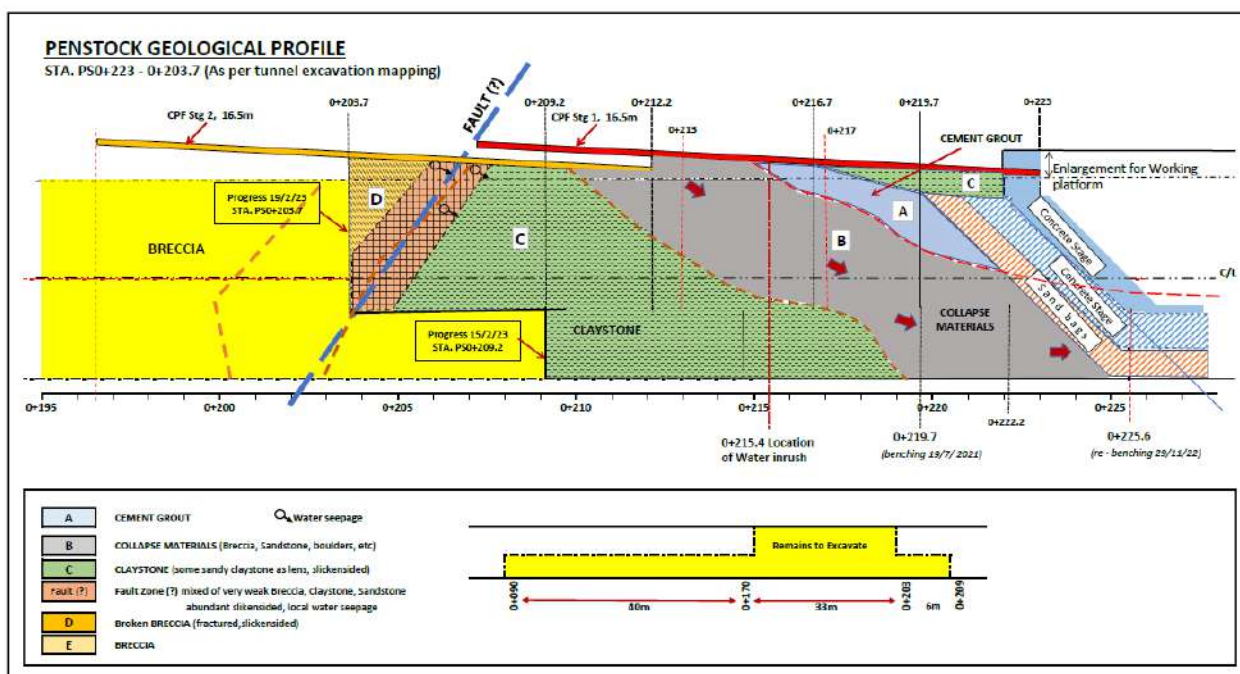 PENSTOCK GEOLOGICAL PROFILE
STA. PS0+223 - 0+203.7 (As per tunnel excavation mapping)
CPF Stg 2, 16.5m
0+203.7
FAULT (?)
0+209.2
CPF Stg 1, 16.5m
0+212.2
0+213
0+216.7
0+217
0+219.7
0+223
CEMENT GROUT
Enlargement for Working
platform
Progress 19/2/23
STA. PS0+203.7
D
C
C
A
B
BRECCIA
Concrete Stage
Concrete Stage
Sand bags
C/L
Progress 15/2/23
STA. PS0+209.2
CLAYSTONE
COLLAPSE
MATERIALS
0+195
0+200
0+205
0+210
0+215
0+220
0+225
0+222.2
0+215.4 Location
of Water inrush
0+219.7
(benching 19/7/2021)
0+225.6
(re - benching 29/11/22)
A CEMENT GROUT
Water seepage
B COLLAPSE MATERIALS (Breccia, Sandstone, boulders, etc)
C CLAYSTONE (some sandy claystone as lens, slickensided)
Fault (?) Fault Zone (?) mixed of very weak Breccia, Claystone, Sandstone
abundant slikensided, local water seepage
D Broken BRECCIA (fractured,slickensided)
E BRECCIA
Remains to Excavate
0+090
40m
0+170
33m
0+203
6m
0+209